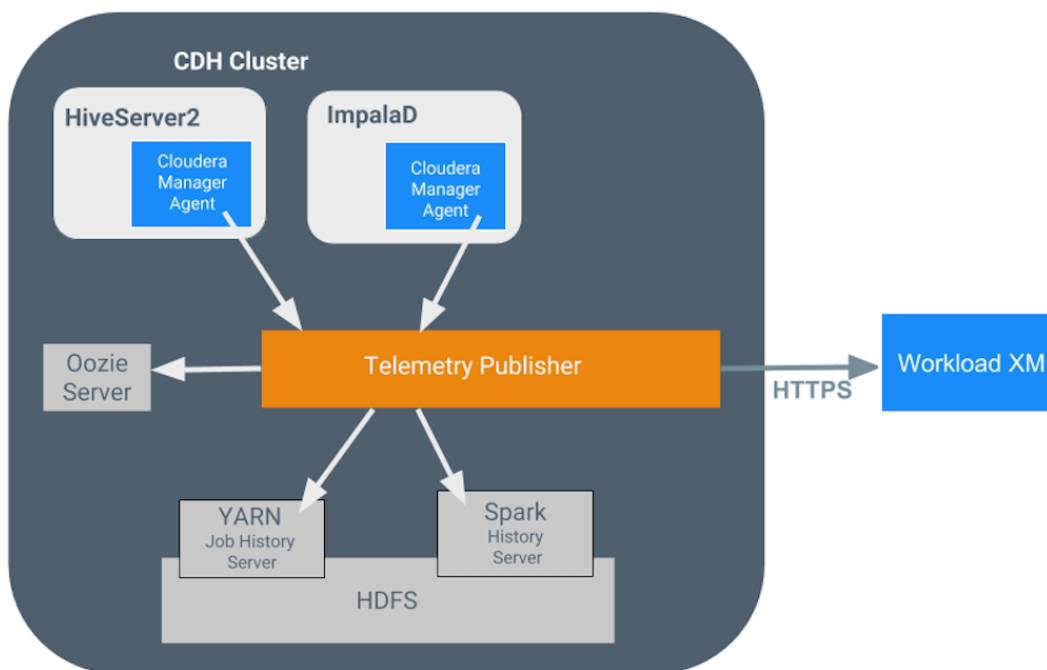 CDH Cluster
HiveServer2
ImpalaD
Cloudera
Manager
Agent
Cloudera
Manager
Agent
Oozie
Server
Telemetry Publisher
HTTPS
Workload XM
YARN
Job History
Server
Spark
History
Server
HDFS